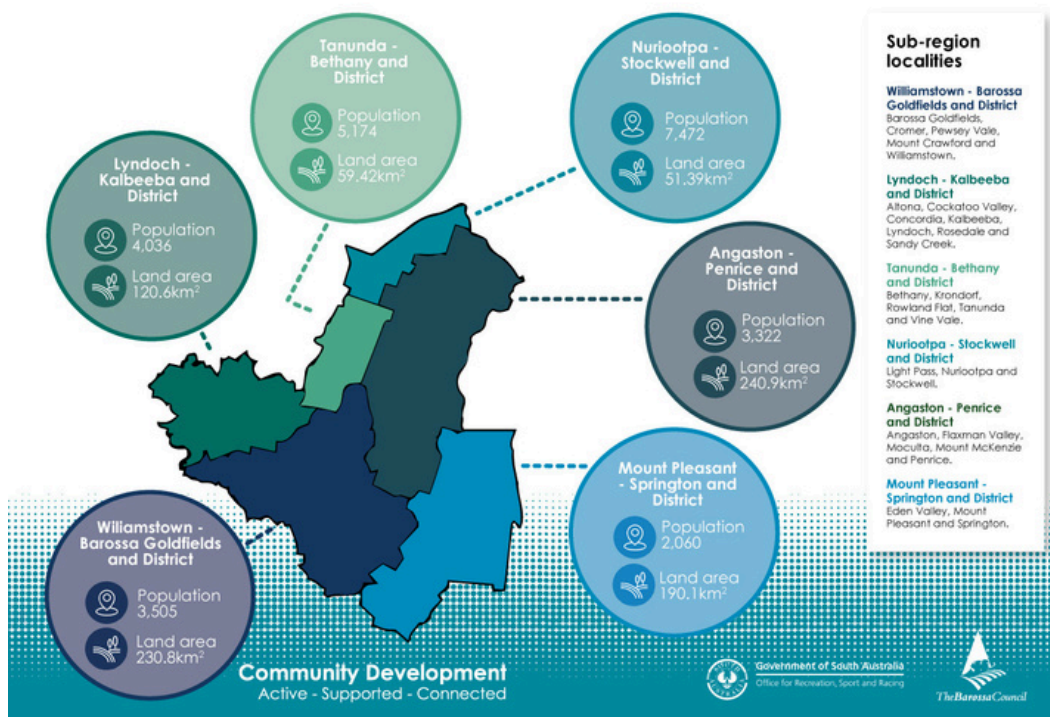 Tanunda -
Bethany and
District
Population
5,174
Land area
59.42km²
Nuriootpa -
Stockwell and
District
Population
7,472
Land area
51.39km²
Lyndoch -
Kalbeeba and
District
Population
4,036
Land area
120.6km²
Angaston -
Penrice and
District
Population
3,322
Land area
240.9km²
Mount Pleasant
- Springton and
District
Population
2,060
Land area
190.1km²
Wiliamstown -
Barossa Goldfields
and District
Population
3,505
Land area
230.8km²
Sub-region
localities
Williamstown - Barossa
Goldfields and District
Barossa Goldfields,
Cromer, Pewsey Vale,
Mount Crawford and
Williamstown.
Lyndoch - Kalbeeba
and District
Altona, Cockatoo Valley,
Concordia, Kalbeeba,
Lyndoch, Rosedale and
Sandy Creek.
Tanunda - Bethany
and District
Bethany, Krondorf,
Rowland Flat, Tanunda
and Vine Vale.
Nuriootpa - Stockwell
and District
Light Pass, Nuriootpa and
Stockwell.
Angaston - Penrice
and District
Angaston, Flaxman Valley,
Moculta, Mount McKenzie
and Penrice.
Mount Pleasant -
Springton and District
Eden Valley, Mount
Pleasant and Springton.
Community Development
Active - Supported - Connected
Government of South Australia
Office for Recreation, Sport and Racing
The Barossa Council